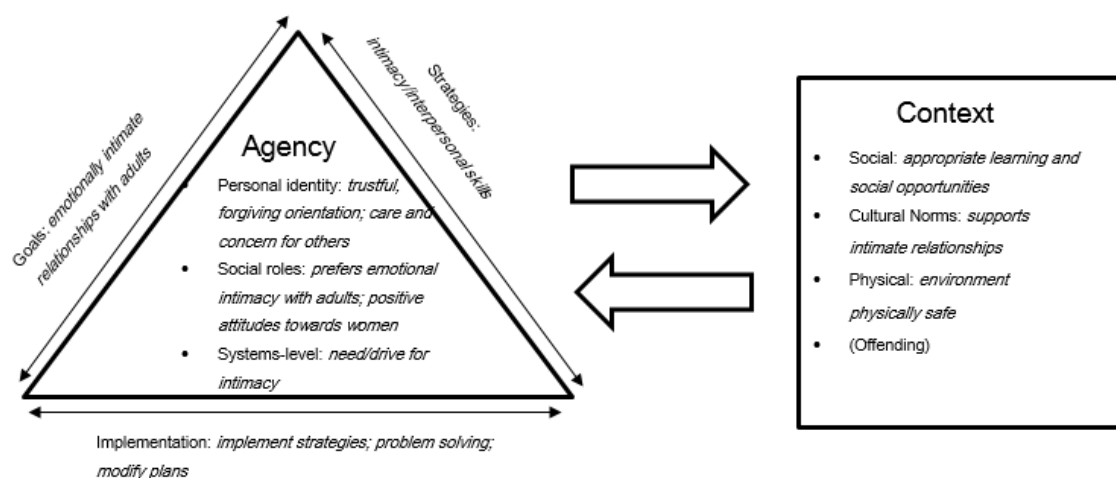 Goals: emotionally intimate
relationships with adults
Strategies:
intimacy/interpersonal skills
Agency
• Personal identity: trustful,
forgiving orientation; care and
concern for others
• Social roles: prefers emotional
intimacy with adults; positive
attitudes towards women
• Systems-level: need/drive for
intimacy
Implementation: implement strategies; problem solving;
modify plans
Context
• Social: appropriate learning and
social opportunities
• Cultural Norms: supports
intimate relationships
• Physical: environment
physically safe
• (Offending)